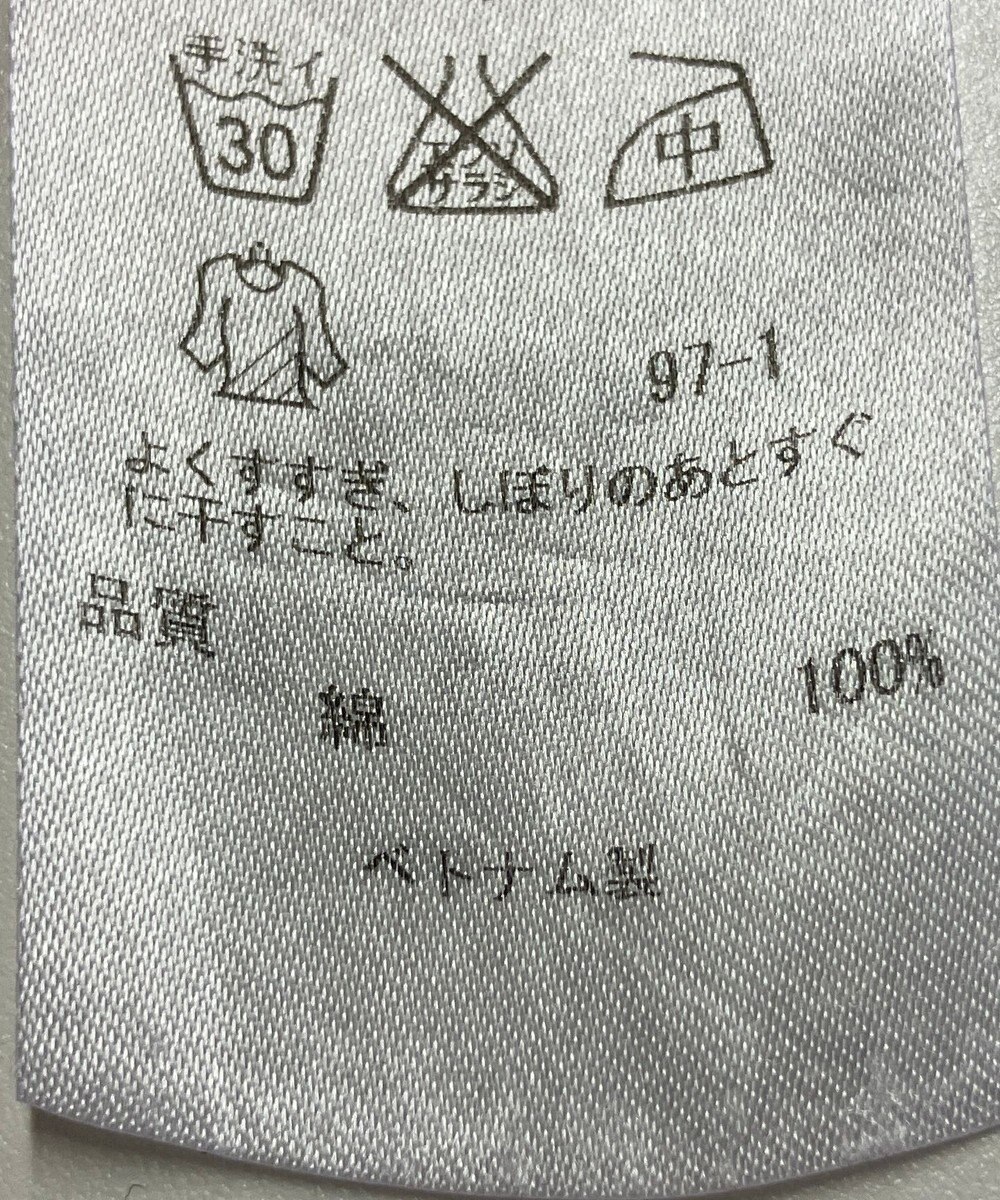 手洗イ
30
エンソ
サラシ
中
97-1
よくすすぎ、しぼりのあとすぐ
に干すこと。
品質
綿 100%
ベトナム製